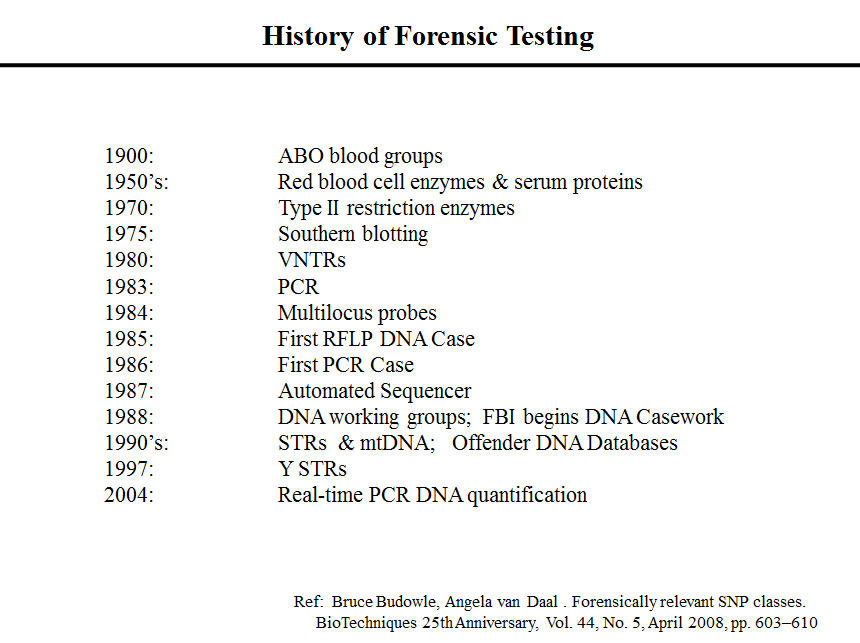 History of Forensic Testing
1900: ABO blood groups
1950's: Red blood cell enzymes & serum proteins
1970: Type II restriction enzymes
1975: Southern blotting
1980: VNTRs
1983: PCR
1984: Multilocus probes
1985: First RFLP DNA Case
1986: First PCR Case
1987: Automated Sequencer
1988: DNA working groups; FBI begins DNA Casework
1990's: STRs & mtDNA; Offender DNA Databases
1997: Y STRs
2004: Real-time PCR DNA quantification
Ref: Bruce Budowle, Angela van Daal . Forensically relevant SNP classes.
BioTechniques 25th Anniversary, Vol. 44, No. 5, April 2008, pp. 603–610